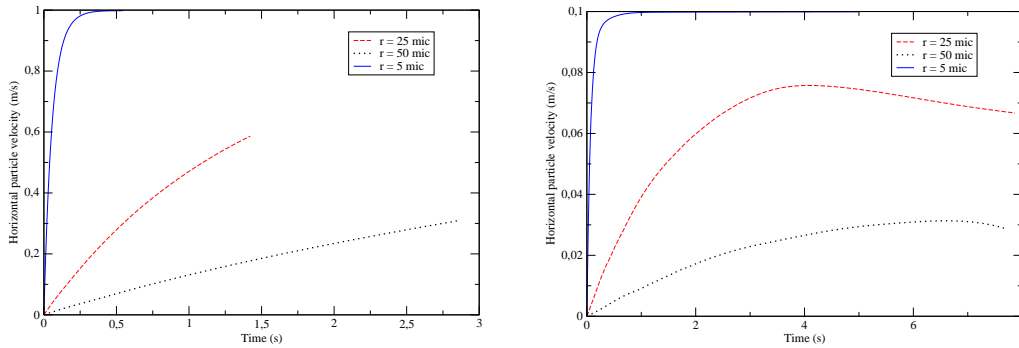 Horizontal particle velocity (m/s)
1
0,8
0,6
0,4
0,2
0
r = 25 mic
r = 50 mic
r = 5 mic
0
0,5
1
1,5
2
2,5
3
Time (s)
Horizontal particle velocity (m/s)
0,1
0,08
0,06
0,04
0,02
0
r = 25 mic
r = 50 mic
r = 5 mic
0
2
4
6
Time (s)